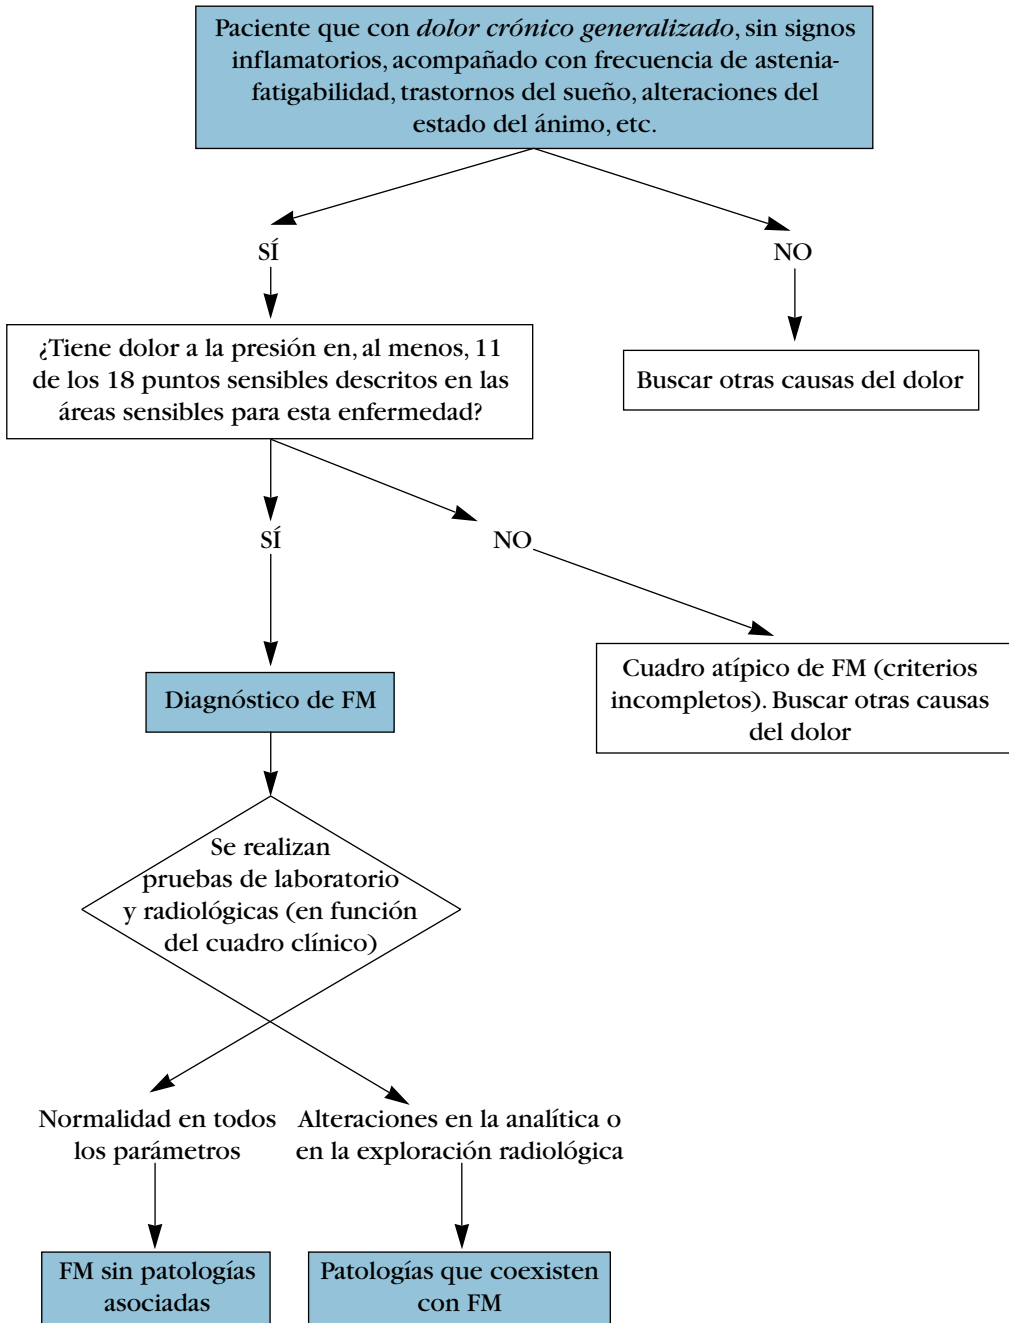 Paciente que con dolor crónico generalizado, sin signos
inflamatorios, acompañado con frecuencia de astenia-
fatigabilidad, trastornos del sueño, alteraciones del
estado del ánimo, etc.
SÍ
NO
¿Tiene dolor a la presión en, al menos, 11
de los 18 puntos sensibles descritos en las
áreas sensibles para esta enfermedad?
Buscar otras causas del dolor
SÍ
NO
Diagnóstico de FM
Cuadro atípico de FM (criterios
incompletos). Buscar otras causas
del dolor
Se realizan
pruebas de laboratorio
y radiológicas (en función
del cuadro clínico)
Normalidad en todos
los parámetros
Alteraciones en la analítica o
en la exploración radiológica
FM sin patologías
asociadas
Patologías que coexisten
con FM